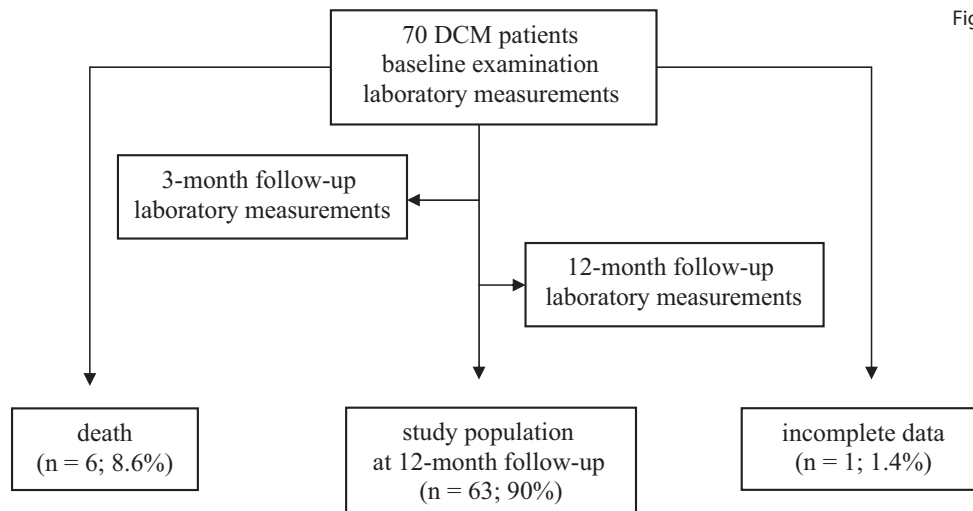 Fig
70 DCM patients
baseline examination
laboratory measurements
3-month follow-up
laboratory measurements
12-month follow-up
laboratory measurements
death
(n = 6; 8.6%)
study population
at 12-month follow-up
(n = 63; 90%)
incomplete data
(n = 1; 1.4%)